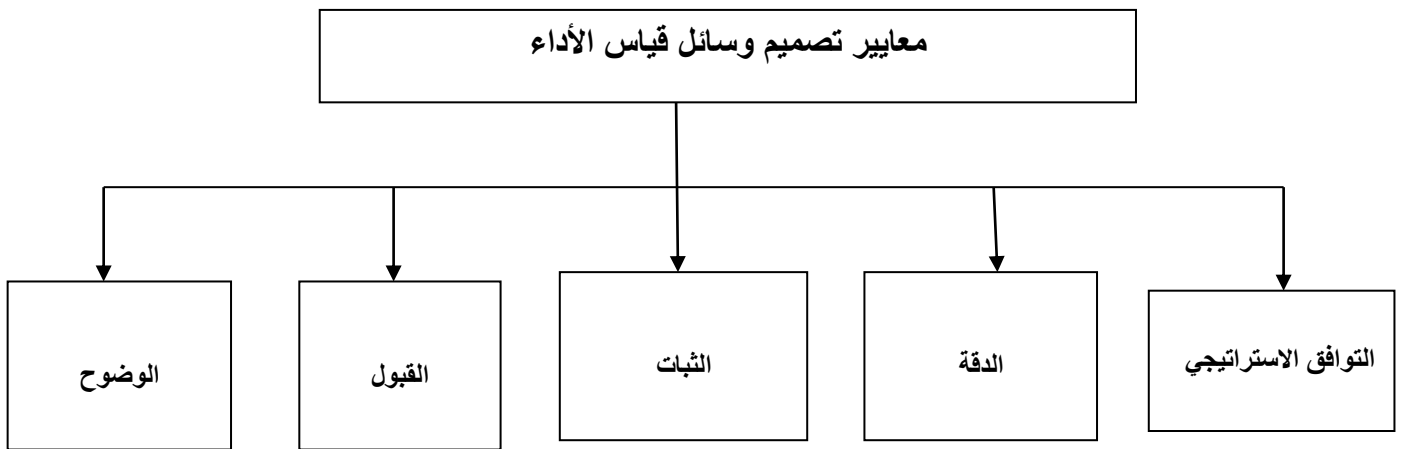 معايير تصميم وسائل قياس الأداء
التوافق الاستراتيجي
الدقة
الثبات
القبول
الوضوح